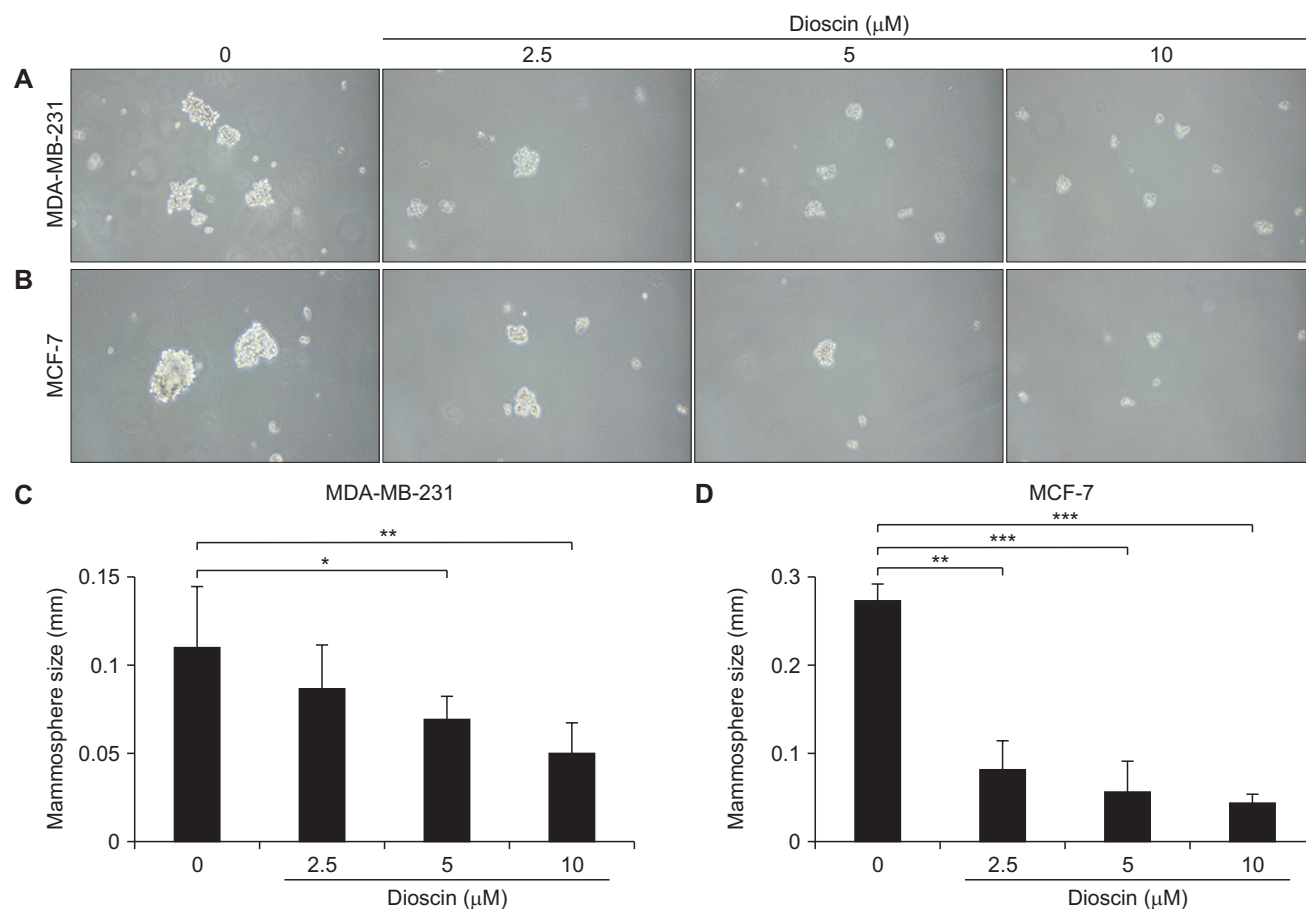 Dioscin (μM)
0 2.5 5 10
A
MDA-MB-231
B
MCF-7
C MDA-MB-231
**
*
0.15
0.1
0.05
0
Mammosphere size (mm)
0 2.5 5 10
Dioscin (μM)
D MCF-7
***
***
**
0.3
0.2
0.1
0
Mammosphere size (mm)
0 2.5 5 10
Dioscin (μM)